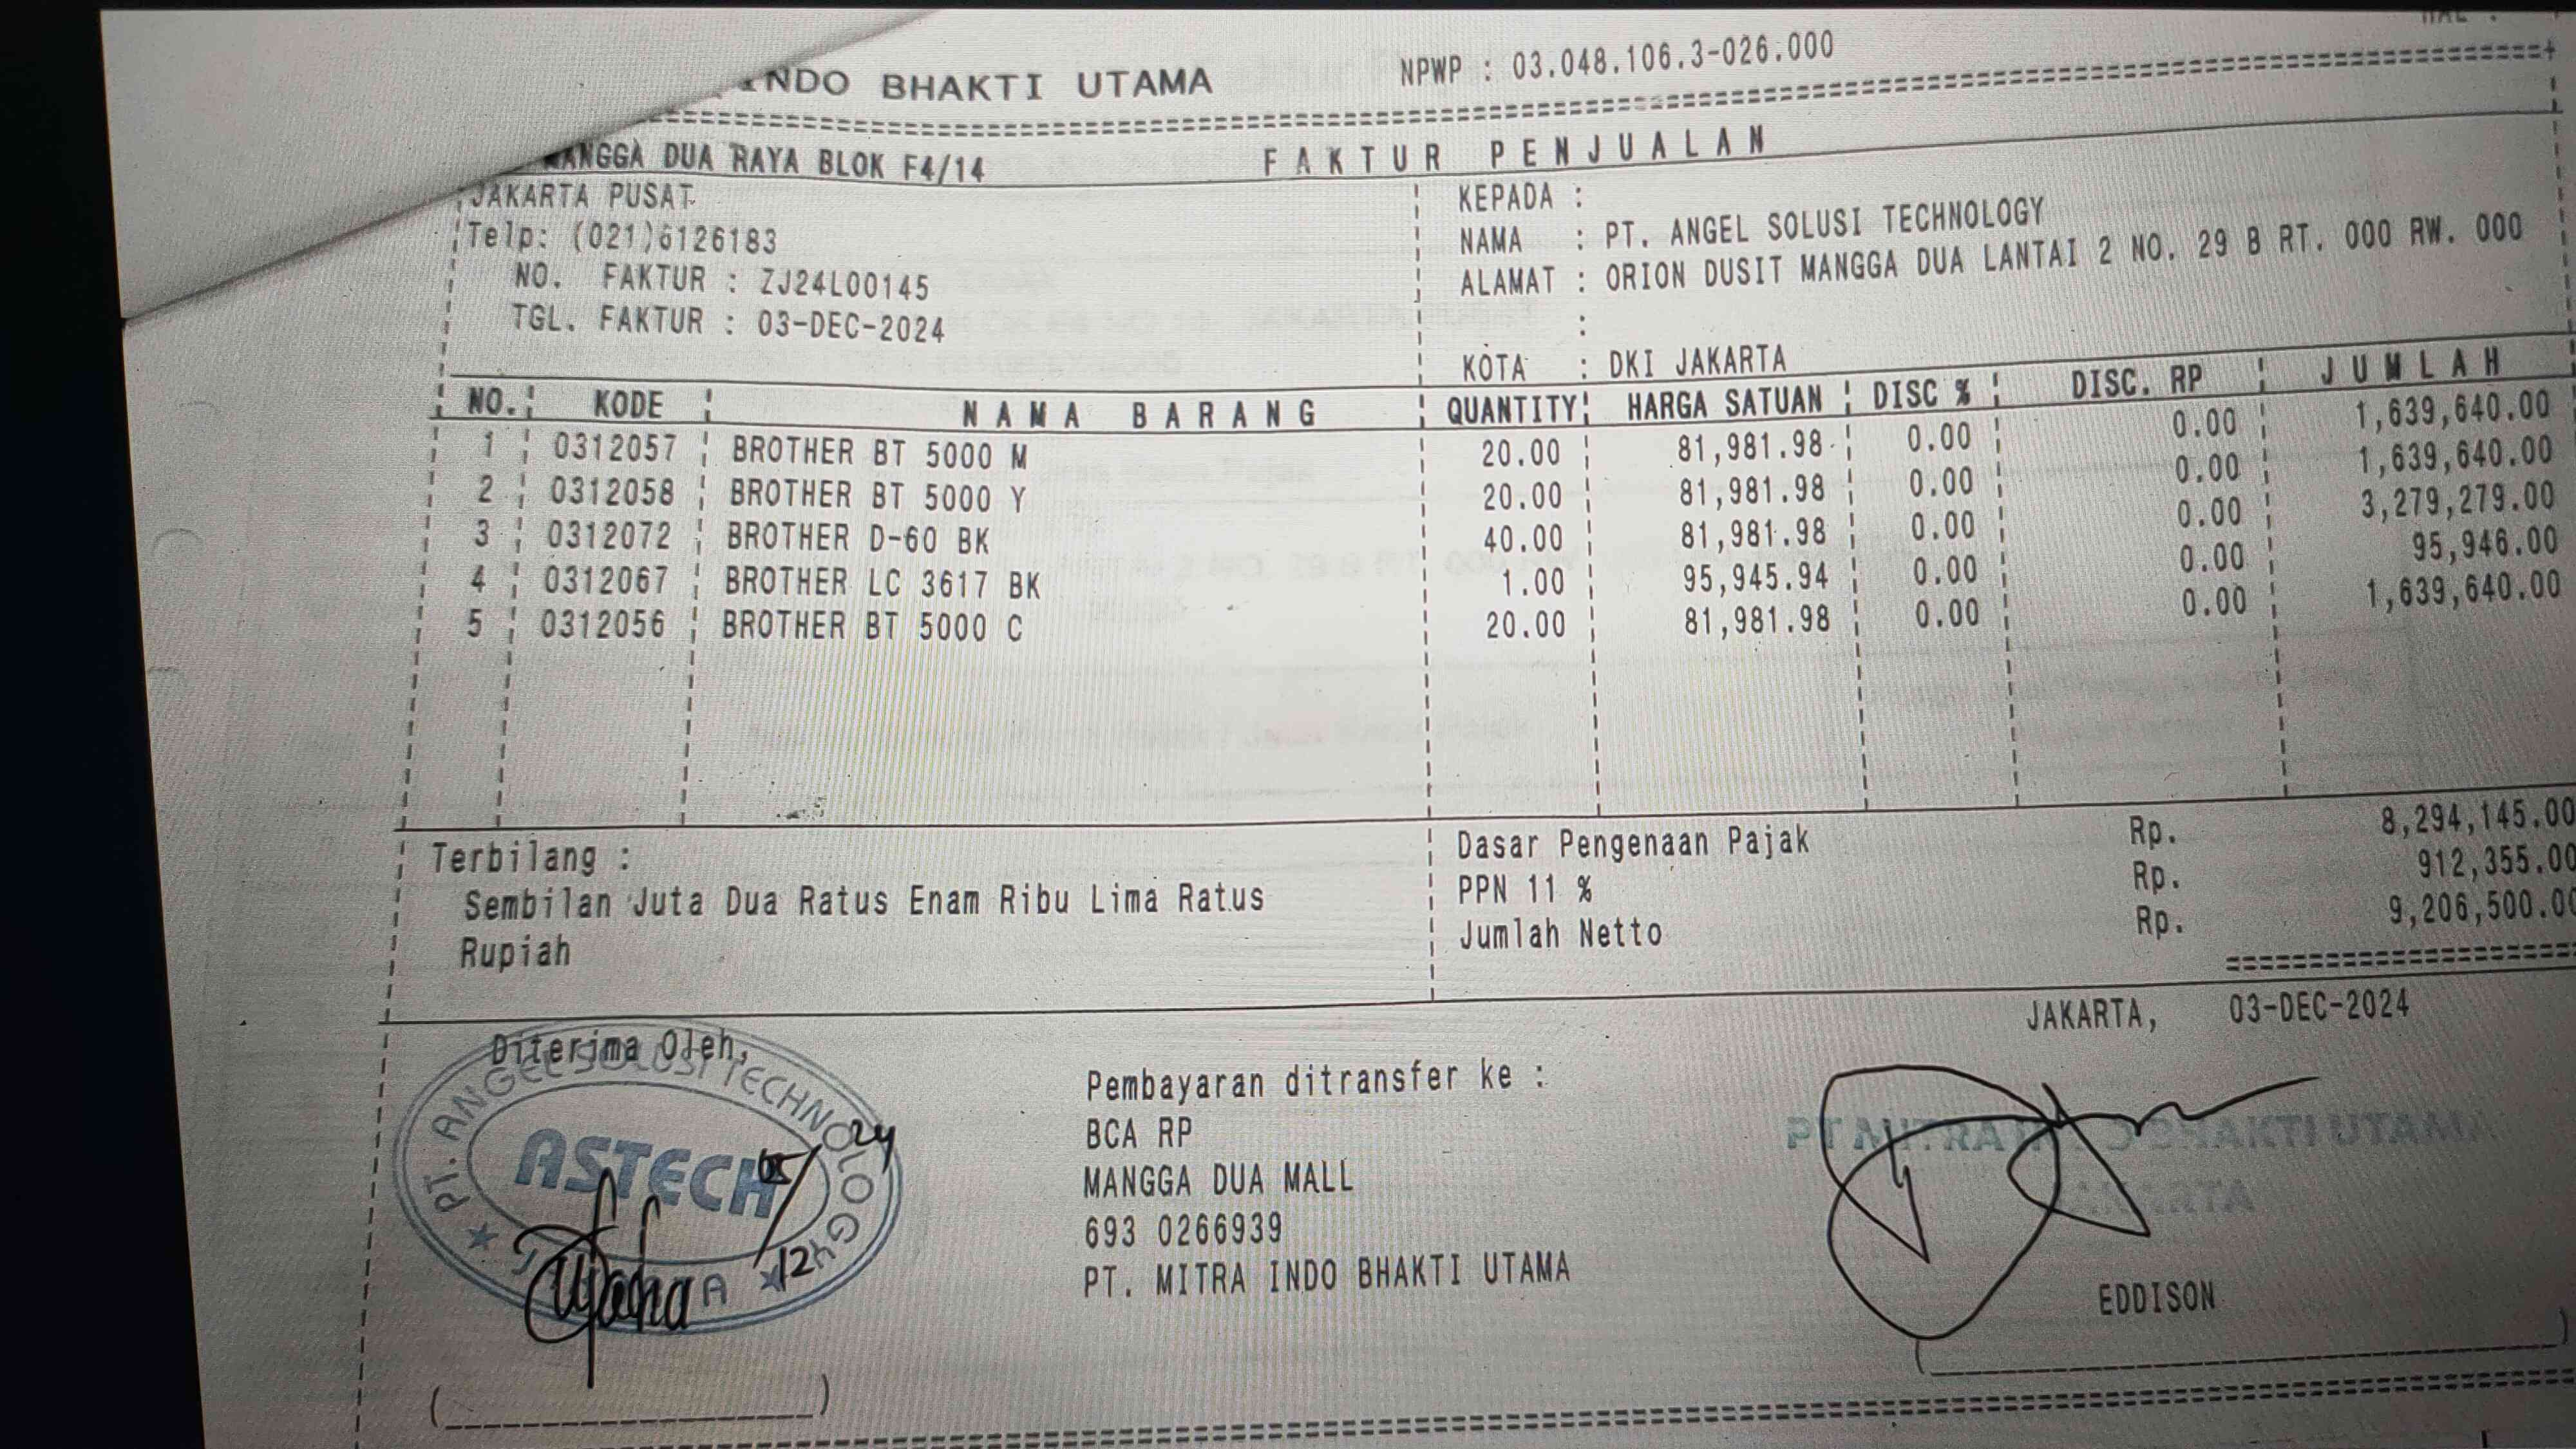 INDO BHAKTI UTAMA NPWP : 03.048.106.3-026.000
MANGGA DUA RAYA BLOK F4/14 FAKTUR PENJUALAN
JAKARTA PUSAT KEPADA :
Telp: (021)6126183 NAMA : PT. ANGEL SOLUSI TECHNOLOGY
NO. FAKTUR : ZJ24L00145 ALAMAT : ORION DUSIT MANGGA DUA LANTAI 2 NO. 29 B RT. 000 RW. 000
TGL. FAKTUR : 03-DEC-2024 :
KOTA : DKI JAKARTA
NO. KODE NAMA BARANG QUANTITY HARGA SATUAN DISC % DISC. RP JUMLAH
1 0312057 BROTHER BT 5000 M 20.00 81,981.98 0.00 0.00 1,639,640.00
2 0312058 BROTHER BT 5000 Y 20.00 81,981.98 0.00 0.00 1,639,640.00
3 0312072 BROTHER D-60 BK 40.00 81,981.98 0.00 0.00 3,279,279.00
4 0312067 BROTHER LC 3617 BK 1.00 95,945.94 0.00 0.00 95,946.00
5 0312056 BROTHER BT 5000 C 20.00 81,981.98 0.00 0.00 1,639,640.00
Terbilang : Dasar Pengenaan Pajak Rp. 8,294,145.00
Sembilan Juta Dua Ratus Enam Ribu Lima Ratus PPN 11 % Rp. 912,355.00
Rupiah Jumlah Netto Rp. 9,206,500.00
JAKARTA, 03-DEC-2024
Diterima Oleh,
PT. ANGEL SOLUSI TECHNOLOGY
ASTECH
05/12 24
Pembayaran ditransfer ke :
BCA RP
MANGGA DUA MALL
693 0266939
PT. MITRA INDO BHAKTI UTAMA
PT MITRA INDO BHAKTI UTAMA
JAKARTA
EDDISON